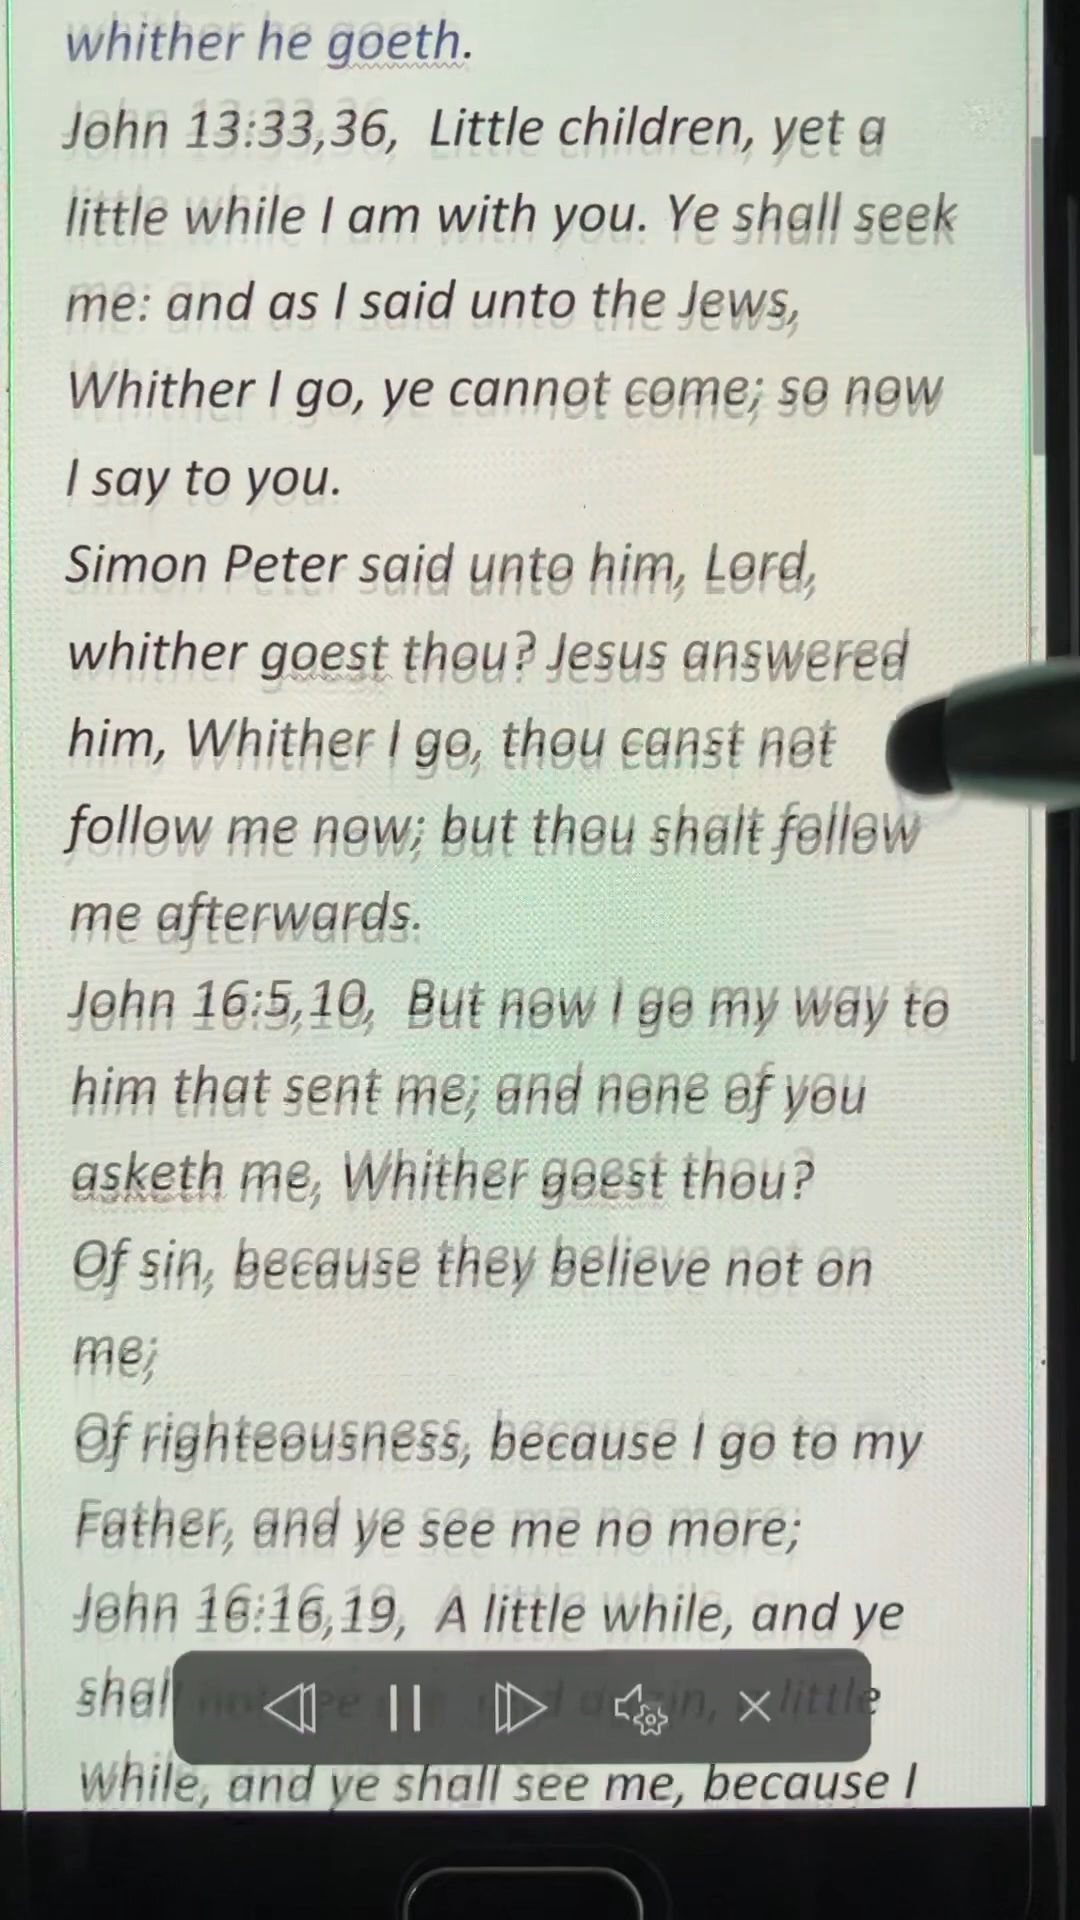 whither he goeth.
John 13:33,36, Little children, yet a
little while I am with you. Ye shall seek
me: and as I said unto the Jews,
Whither I go, ye cannot come; so now
I say to you.
Simon Peter said unto him, Lord,
whither goest thou? Jesus answered
him, Whither I go, thou canst not
follow me now; but thou shalt follow
me afterwards.
John 16:5,10, But now I go my way to
him that sent me; and none of you
asketh me, Whither goest thou?
Of sin, because they believe not on
me;
Of righteousness, because I go to my
Father, and ye see me no more;
John 16:16,19, A little while, and ye
shall not see me: and again, a little
while, and ye shall see me, because I